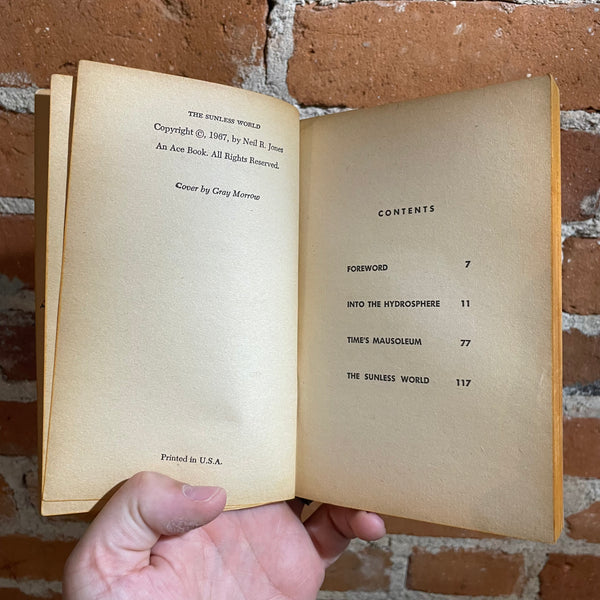 THE SUNLESS WORLD
Copyright ©, 1967, by Neil R. Jones
An Ace Book. All Rights Reserved.
Cover by Gray Morrow
Printed in U.S.A.
CONTENTS
FOREWORD 7
INTO THE HYDROSPHERE 11
TIME'S MAUSOLEUM 77
THE SUNLESS WORLD 117